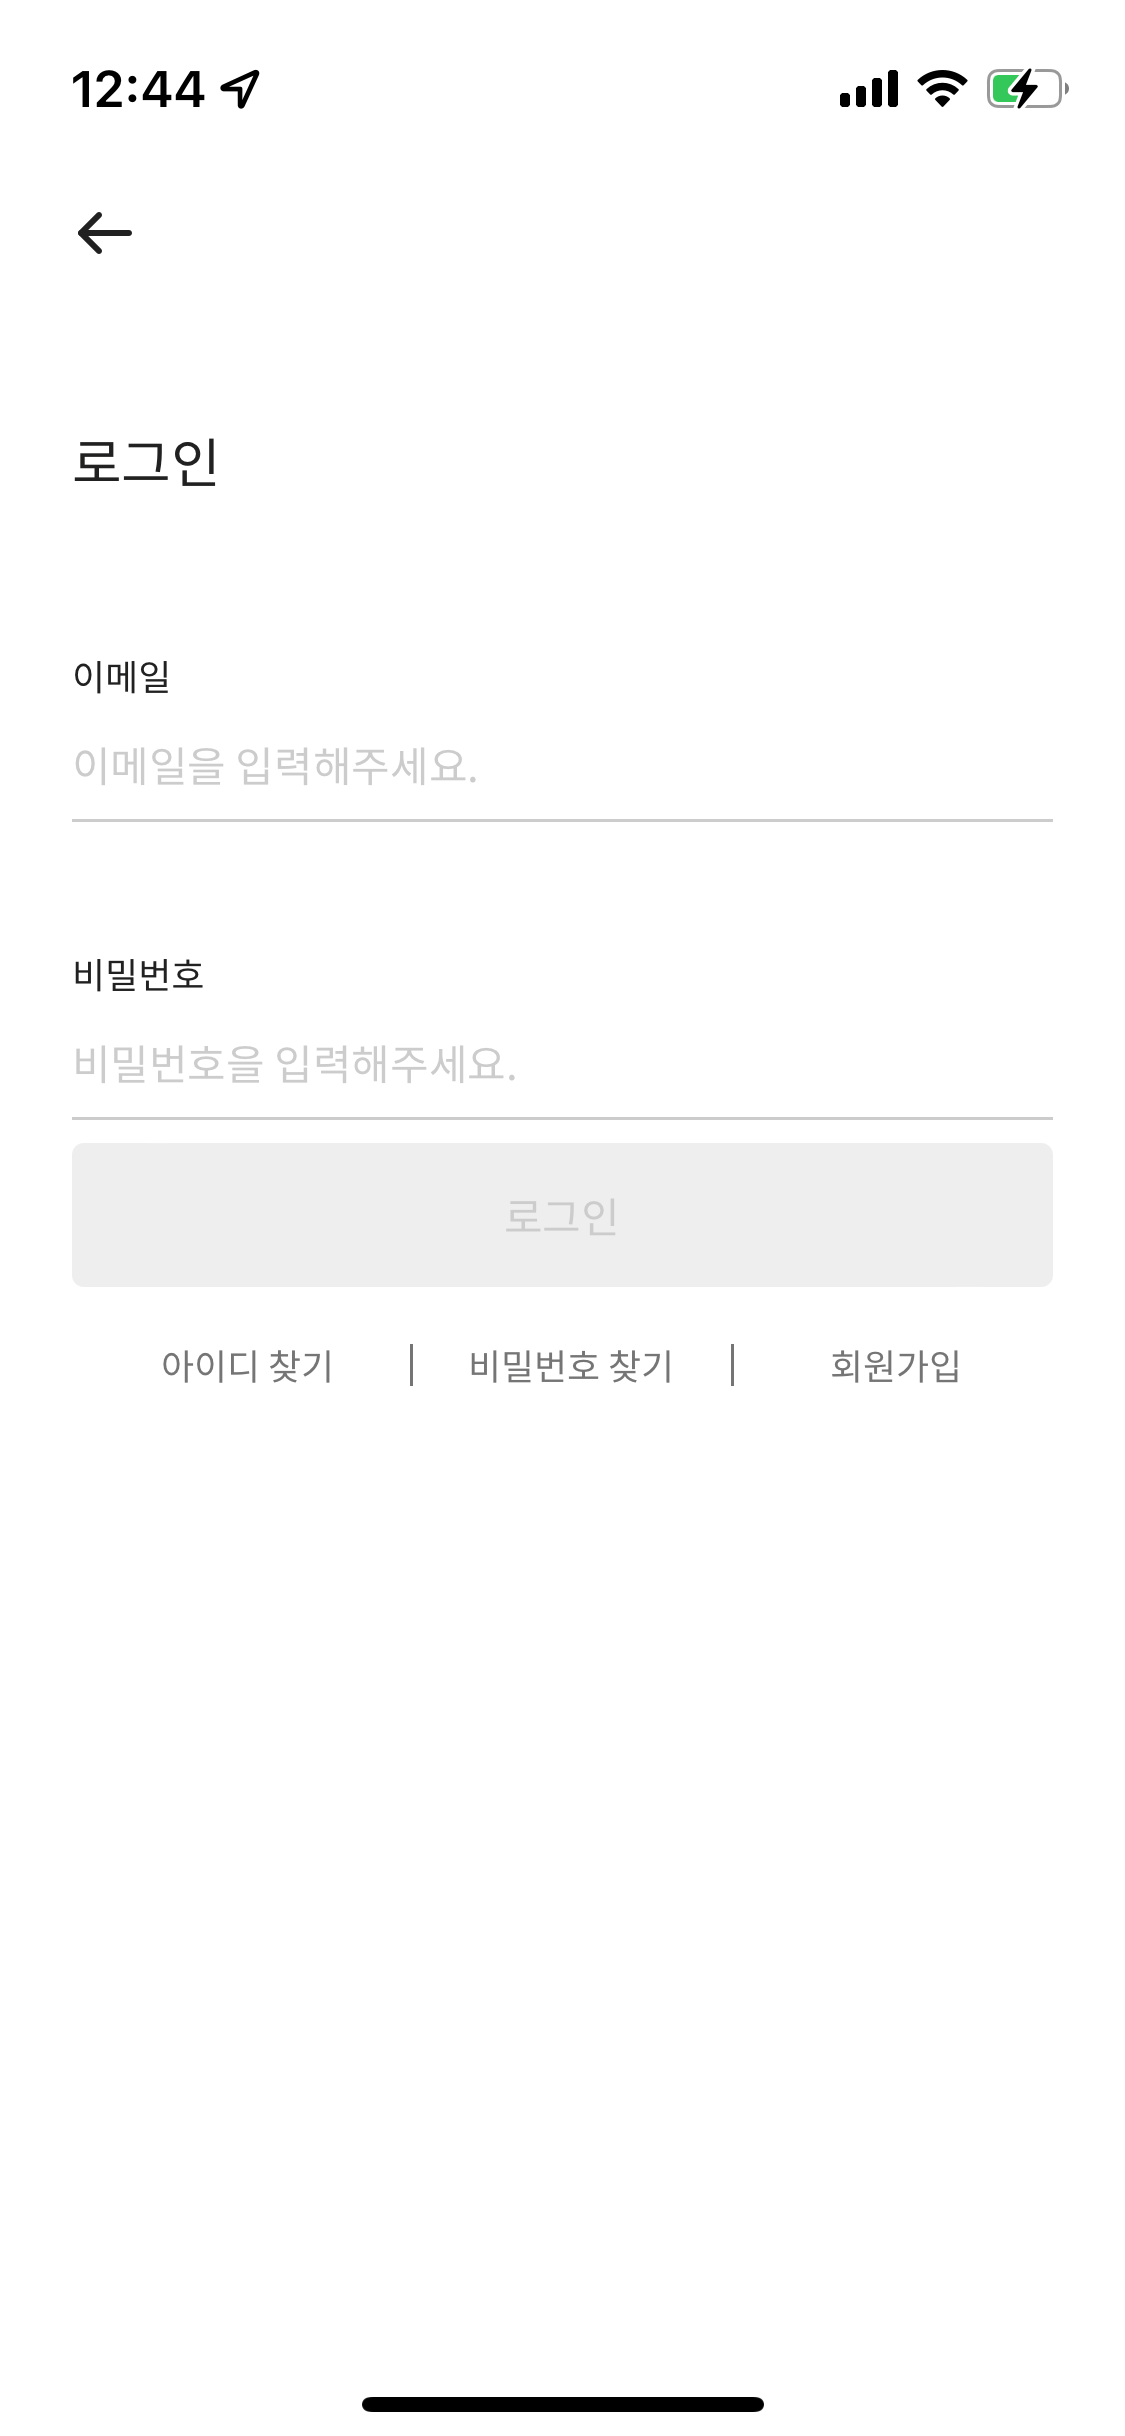 12:44
로그인
이메일
이메일을 입력해주세요.
비밀번호
비밀번호을 입력해주세요.
로그인
아이디 찾기 | 비밀번호 찾기 | 회원가입